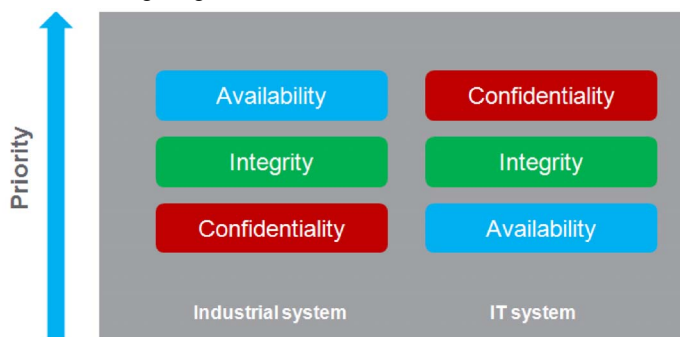 Priority
Availability
Confidentiality
Integrity
Integrity
Confidentiality
Availability
Industrial system
IT system